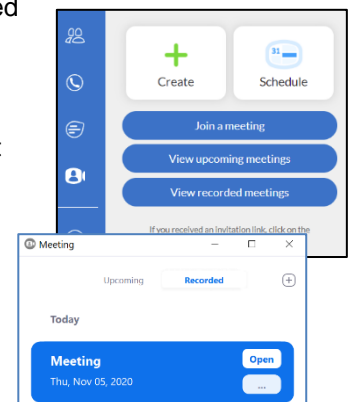 ed
31
Create Schedule
Join a meeting
View upcoming meetings
View recorded meetings
If you received an invitation link, click on the
Meeting
Upcoming Recorded
Today
Meeting Open
Thu, Nov 05, 2020 ...